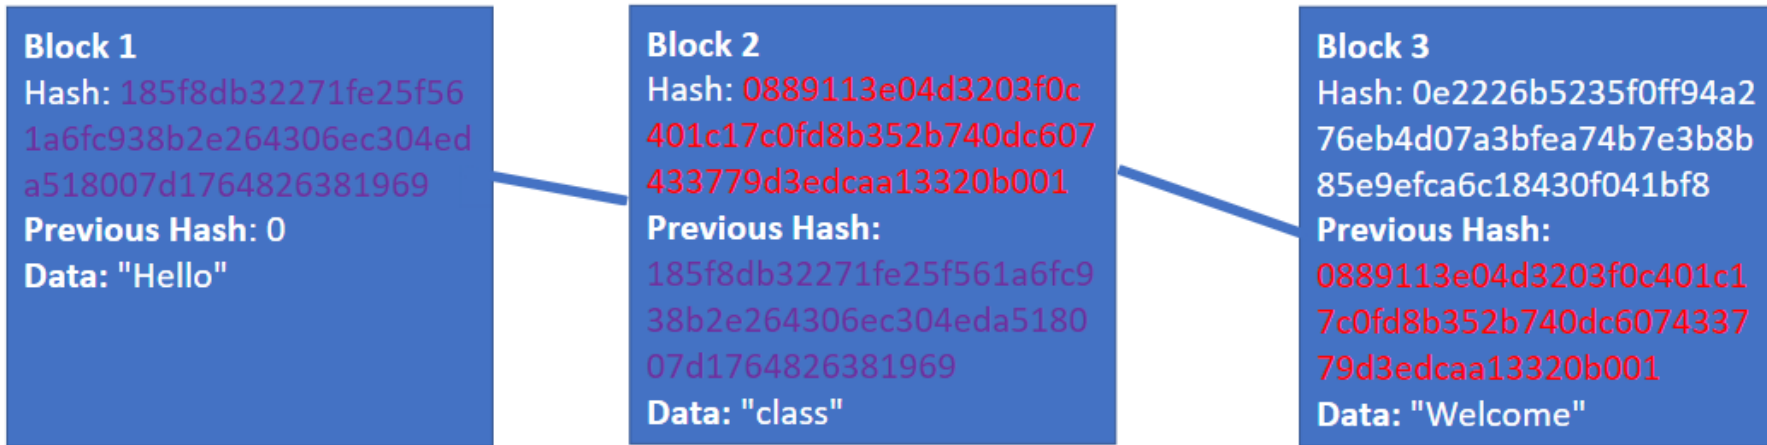 Block 1
Hash: 185f8db32271fe25f56
1a6fc938b2e264306ec304ed
a518007d1764826381969
Previous Hash: 0
Data: "Hello"
Block 2
Hash: 0889113e04d3203f0c
401c17c0fd8b352b740dc607
433779d3edcaa13320b001
Previous Hash:
185f8db32271fe25f561a6fc9
38b2e264306ec304eda5180
07d1764826381969
Data: "class"
Block 3
Hash: 0e2226b5235f0ff94a2
76eb4d07a3bfea74b7e3b8b
85e9efca6c18430f041bf8
Previous Hash:
0889113e04d3203f0c401c1
7c0fd8b352b740dc6074337
79d3edcaa13320b001
Data: "Welcome"